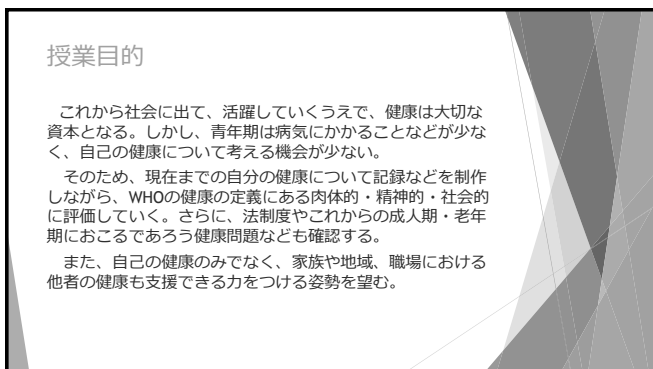 授業目的
これから社会に出て、活躍していくうえで、健康は大切な
資本となる。しかし、青年期は病気にかかることなどが少な
く、自己の健康について考える機会が少ない。
そのため、現在までの自分の健康について記録などを制作
しながら、WHOの健康の定義にある肉体的・精神的・社会的
に評価していく。さらに、法制度やこれからの成人期・老年
期におこるであろう健康問題なども確認する。
また、自己の健康のみでなく、家族や地域、職場における
他者の健康も支援できる力をつける姿勢を望む。